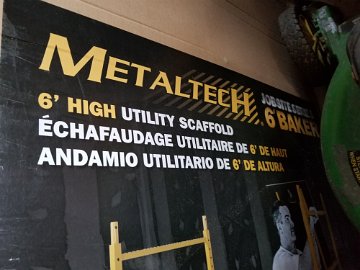 METALTECH
JOBSITE SERIES
6' BAKER
6' HIGH UTILITY SCAFFOLD
ÉCHAFAUDAGE UTILITAIRE DE 6' DE HAUT
ANDAMIO UTILITARIO DE 6' DE ALTURA